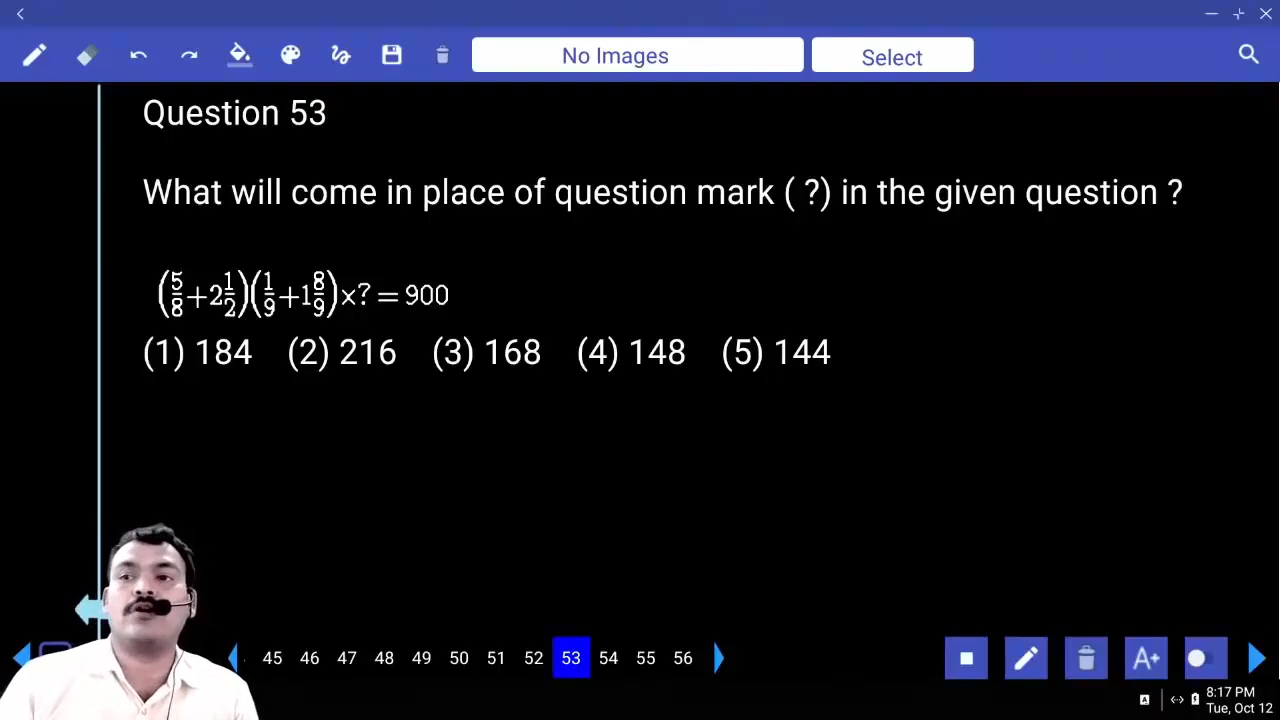 No Images
Select
Question 53
What will come in place of question mark ( ?) in the given question ?
(5/8+2 1/2)(1/9+1 8/9)×? = 900
(1) 184 (2) 216 (3) 168 (4) 148 (5) 144
45 46 47 48 49 50 51 52 53 54 55 56
A+
A
8:17 PM
Tue, Oct 12